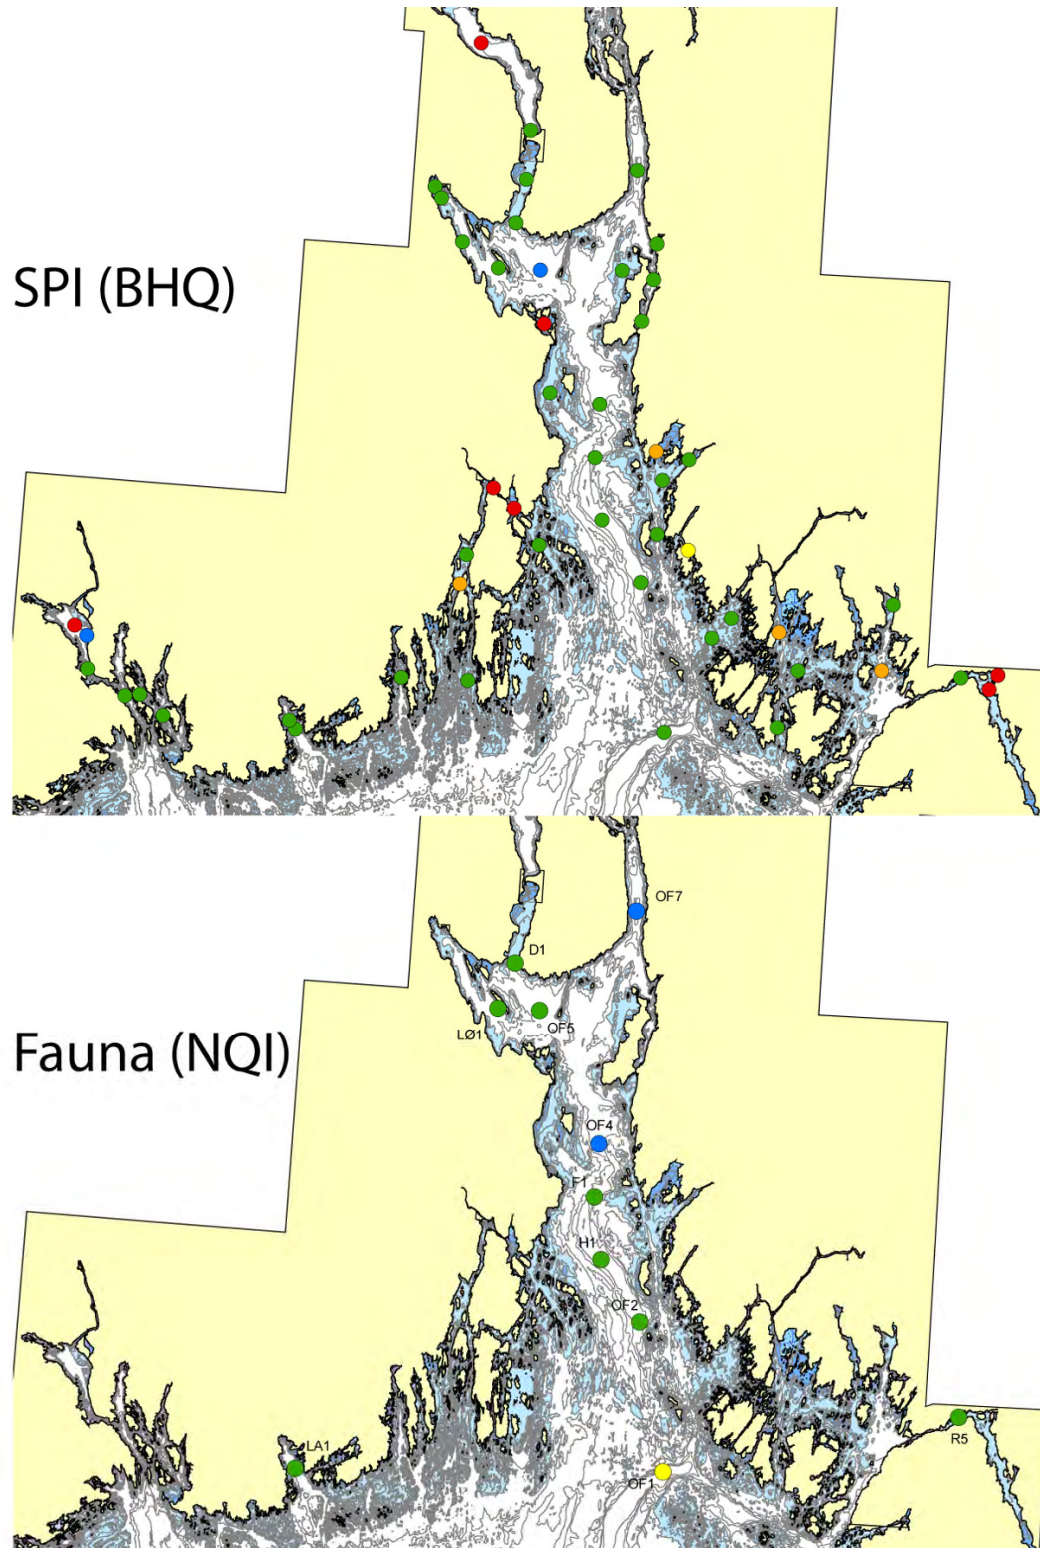 SPI (BHQ)
OF7
D1
LØ1
OF5
Fauna (NQI)
OF4
F1
H1
OF2
LA1
R5
OF1